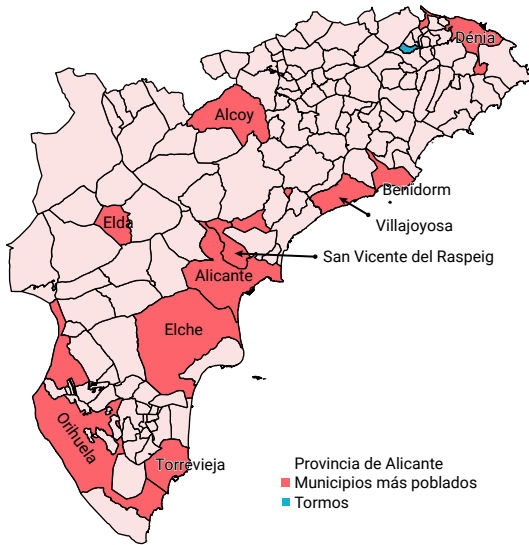 Dénia
Alcoy
Benidorm
Elda
Villajoyosa
San Vicente del Raspeig
Alicante
Elche
Orihuela
Torrevieja
Provincia de Alicante
Municipios más poblados
Tormos